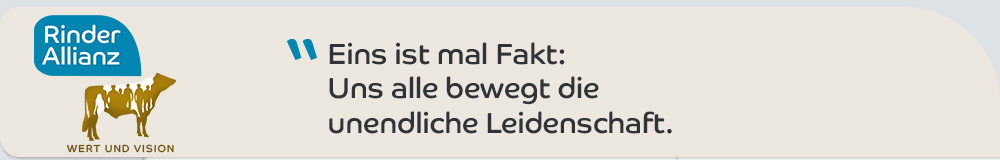 Rinder
Allianz
WERT UND VISION
" Eins ist mal Fakt:
Uns alle bewegt die
unendliche Leidenschaft.